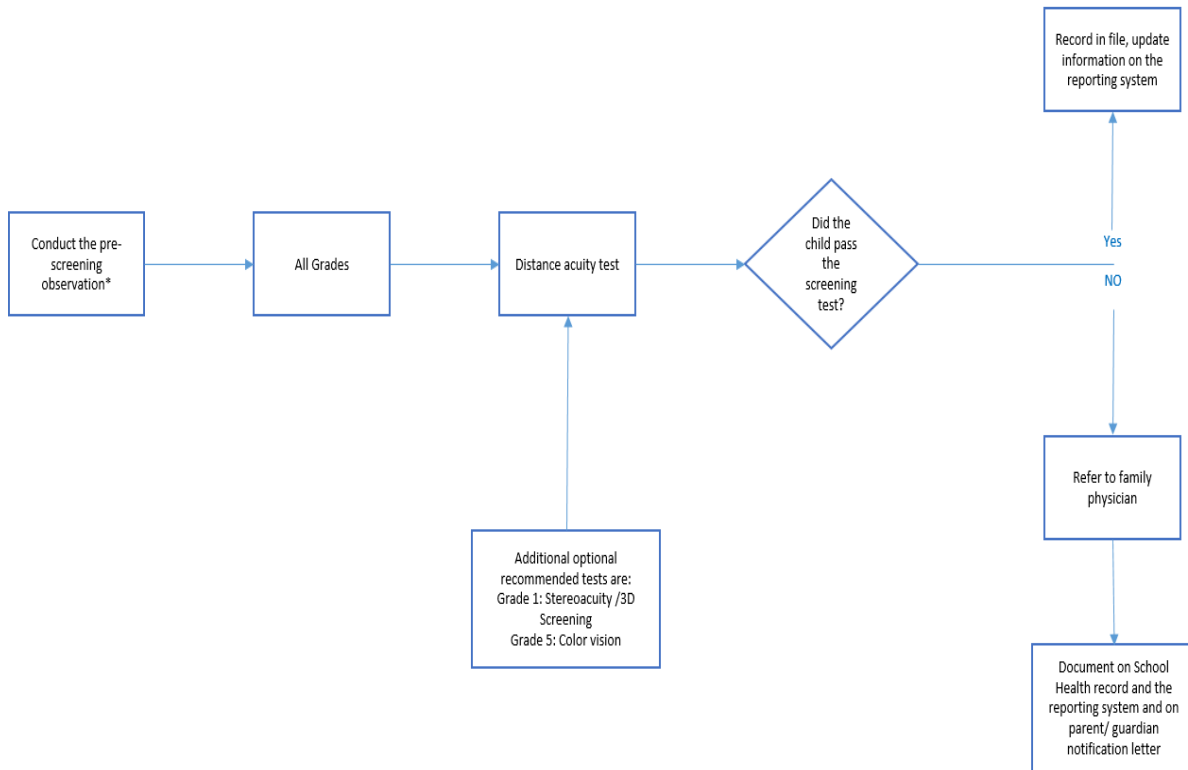 Record in file, update
information on the
reporting system
Conduct the pre-
screening
observation*
All Grades
Distance acuity test
Did the
child pass
the
screening
test?
Yes
NO
Refer to family
physician
Additional optional
recommended tests are:
Grade 1: Stereoacuity /3D
Screening
Grade 5: Color vision
Document on School
Health record and the
reporting system and on
parent/ guardian
notification letter